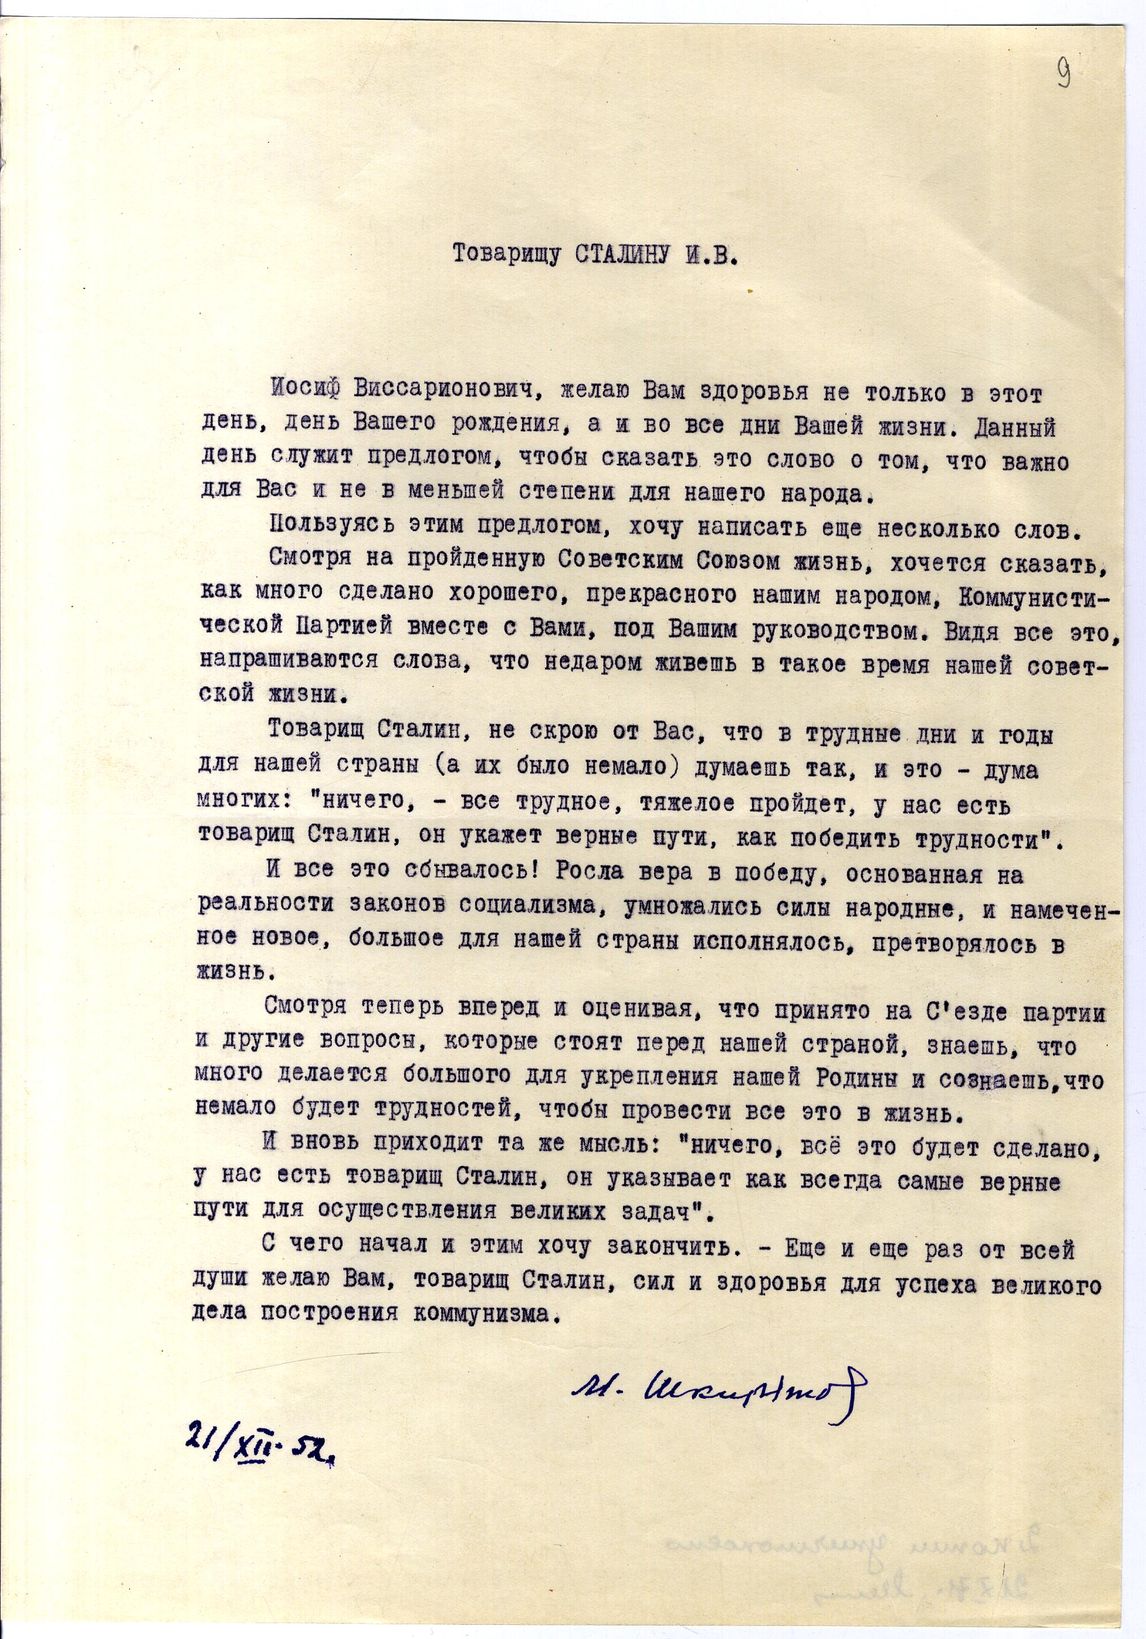 9
Товарищу СТАЛИНУ И.В.
Иосиф Виссарионович, желаю Вам здоровья не только в этот
день, день Вашего рождения, а и во все дни Вашей жизни. Данный
день служит предлогом, чтобы сказать это слово о том, что важно
для Вас и не в меньшей степени для нашего народа.
Пользуясь этим предлогом, хочу написать еще несколько слов.
Смотря на пройденную Советским Союзом жизнь, хочется сказать,
как много сделано хорошего, прекрасного нашим народом, Коммунисти-
ческой Партией вместе с Вами, под Вашим руководством. Видя все это,
напрашиваются слова, что недаром живешь в такое время нашей совет-
ской жизни.
Товарищ Сталин, не скрою от Вас, что в трудные дни и годы
для нашей страны (а их было немало) думаешь так, и это - дума
многих: "ничего, - все трудное, тяжелое пройдет, у нас есть
товарищ Сталин, он укажет верные пути, как победить трудности".
И все это сбывалось! Росла вера в победу, основанная на
реальности законов социализма, умножались силы народные, и намечен-
ное новое, большое для нашей страны исполнялось, претворялось в
жизнь.
Смотря теперь вперед и оценивая, что принято на С'езде партии
и другие вопросы, которые стоят перед нашей страной, знаешь, что
много делается большого для укрепления нашей Родины и сознаешь,что
немало будет трудностей, чтобы провести все это в жизнь.
И вновь приходит та же мысль: "ничего, всё это будет сделано,
у нас есть товарищ Сталин, он указывает как всегда самые верные
пути для осуществления великих задач".
С чего начал и этим хочу закончить. - Еще и еще раз от всей
души желаю Вам, товарищ Сталин, сил и здоровья для успеха великого
дела построения коммунизма.
М. Шкирятов
21/XII-52.